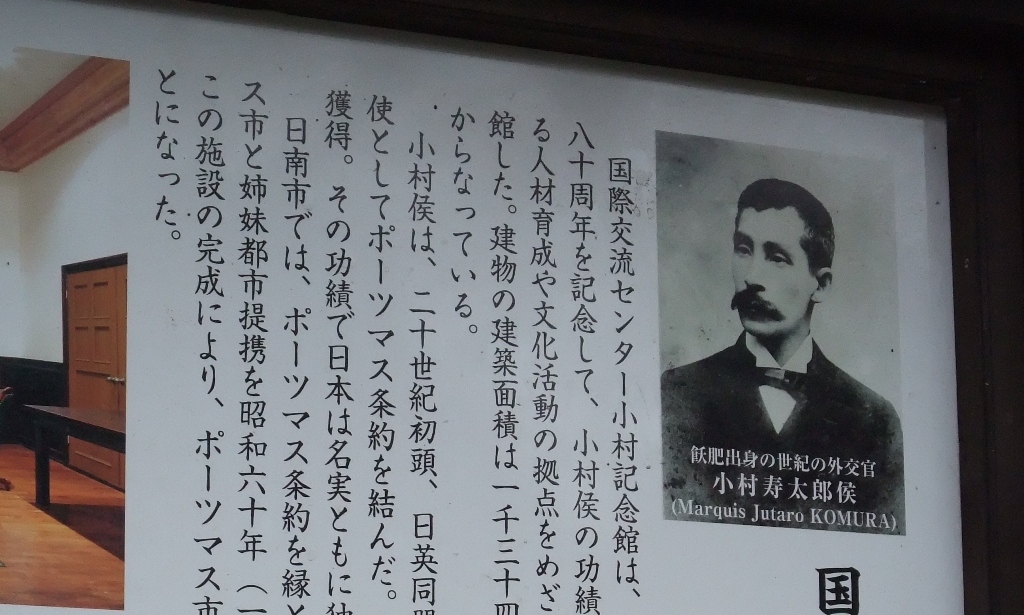 国
飫肥出身の世紀の外交官
小村寿太郎侯
(Marquis Jutaro KOMURA)
国際交流センター小村記念館は、
八十周年を記念して、小村侯の功績
る人材育成や文化活動の拠点をめざ
館した。建物の建築面積は一千三十四
からなっている。
小村侯は、二十世紀初頭、日英同
使としてポーツマス条約を結んだ。
獲得。その功績で日本は名実ともに
日南市では、ポーツマス条約を縁と
ス市と姉妹都市提携を昭和六十年（一
この施設の完成により、ポーツマス市
とになった。